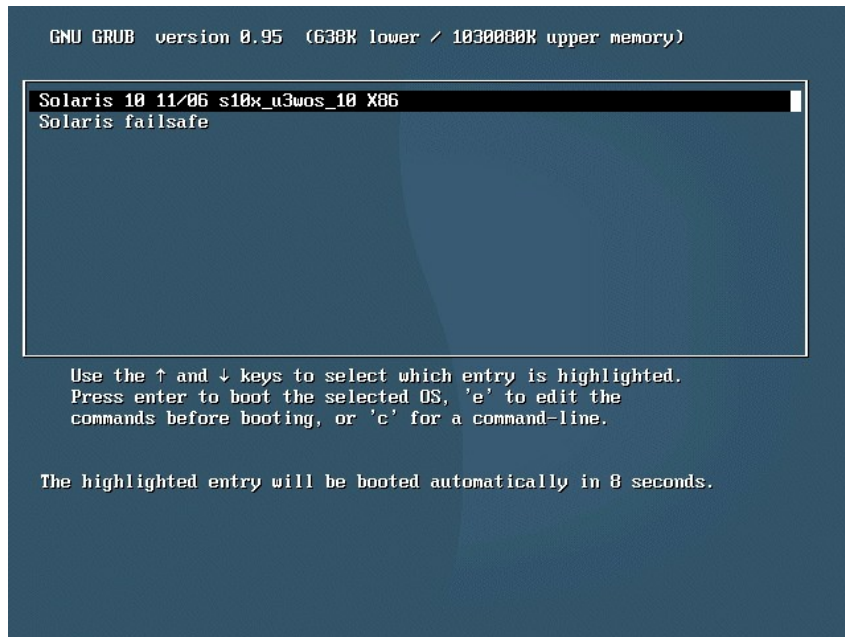 GNU GRUB version 0.95 (638K lower / 1030080K upper memory)
Solaris 10 11/06 s10x_u3wos_10 X86
Solaris failsafe
Use the ↑ and ↓ keys to select which entry is highlighted.
Press enter to boot the selected OS, 'e' to edit the
commands before booting, or 'c' for a command-line.
The highlighted entry will be booted automatically in 8 seconds.